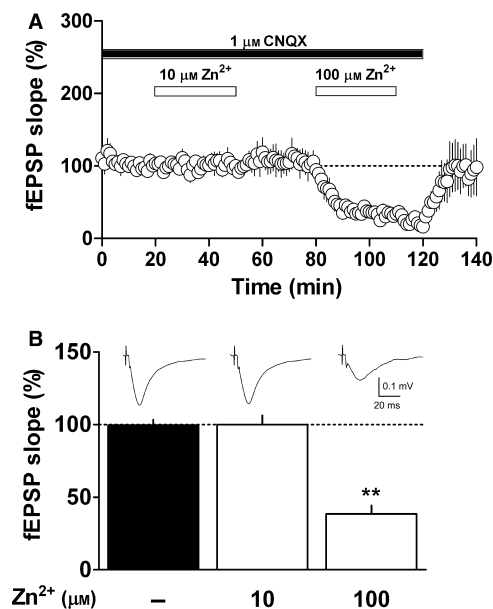 A
300
200
100
0
fEPSP slope (%)
1 μM CNQX
10 μM Zn2+
100 μM Zn2+
0 20 40 60 80 100 120 140
Time (min)
B
150
100
50
0
fEPSP slope (%)
0.1 mV
20 ms
**
Zn2+ (μM) – 10 100